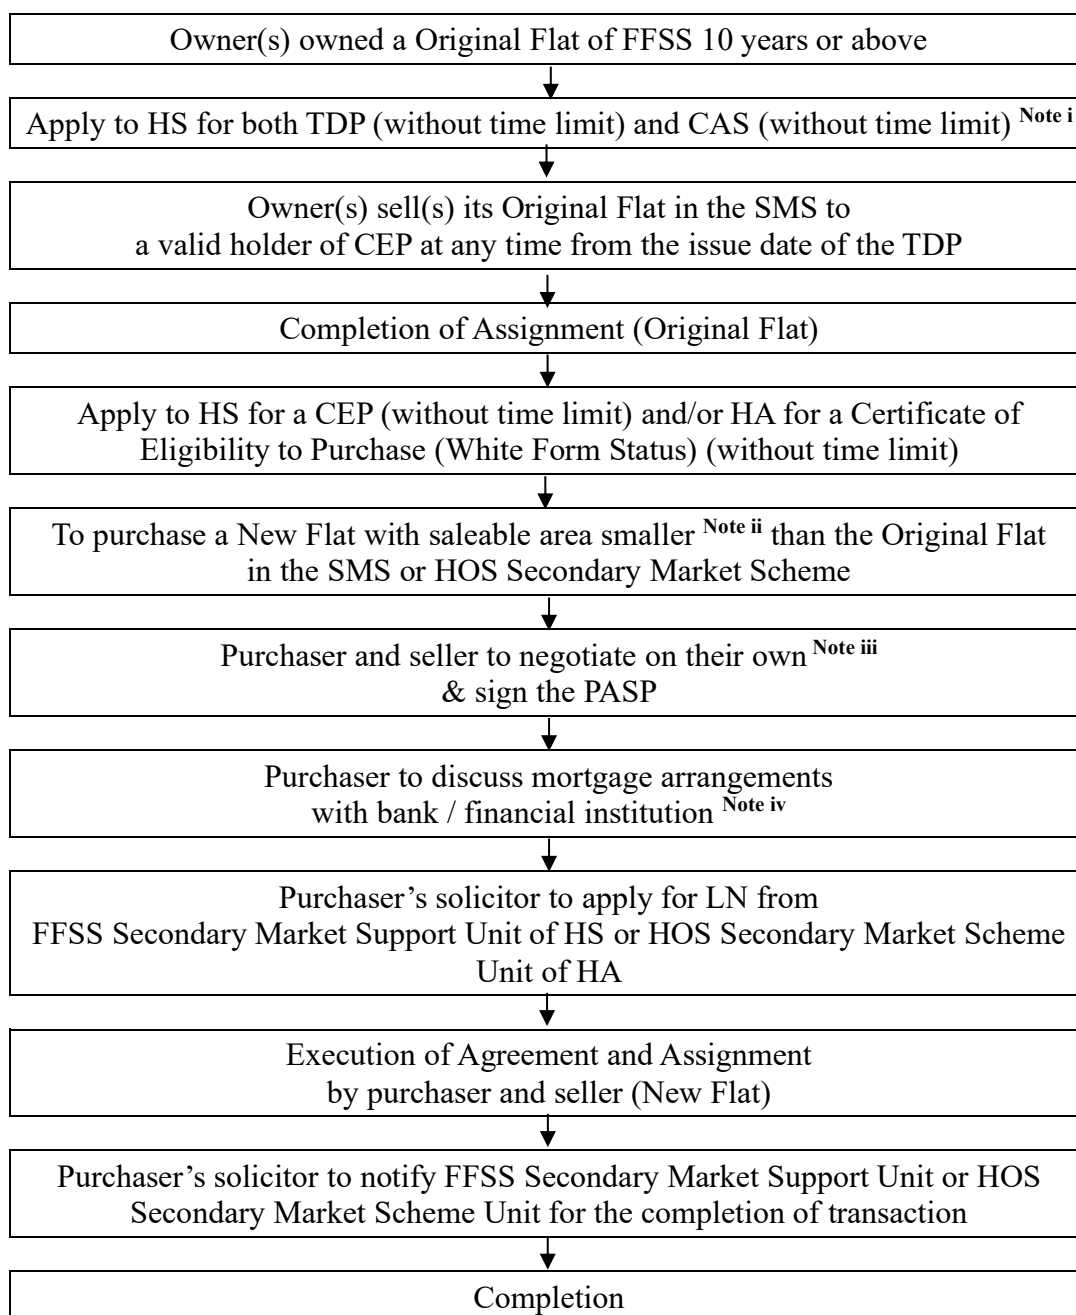 Owner(s) owned a Original Flat of FFSS 10 years or above
Apply to HS for both TDP (without time limit) and CAS (without time limit) Note i
Owner(s) sell(s) its Original Flat in the SMS to
a valid holder of CEP at any time from the issue date of the TDP
Completion of Assignment (Original Flat)
Apply to HS for a CEP (without time limit) and/or HA for a Certificate of
Eligibility to Purchase (White Form Status) (without time limit)
To purchase a New Flat with saleable area smaller Note ii than the Original Flat
in the SMS or HOS Secondary Market Scheme
Purchaser and seller to negotiate on their own Note iii
& sign the PASP
Purchaser to discuss mortgage arrangements
with bank / financial institution Note iv
Purchaser’s solicitor to apply for LN from
FFSS Secondary Market Support Unit of HS or HOS Secondary Market Scheme
Unit of HA
Execution of Agreement and Assignment
by purchaser and seller (New Flat)
Purchaser’s solicitor to notify FFSS Secondary Market Support Unit or HOS
Secondary Market Scheme Unit for the completion of transaction
Completion